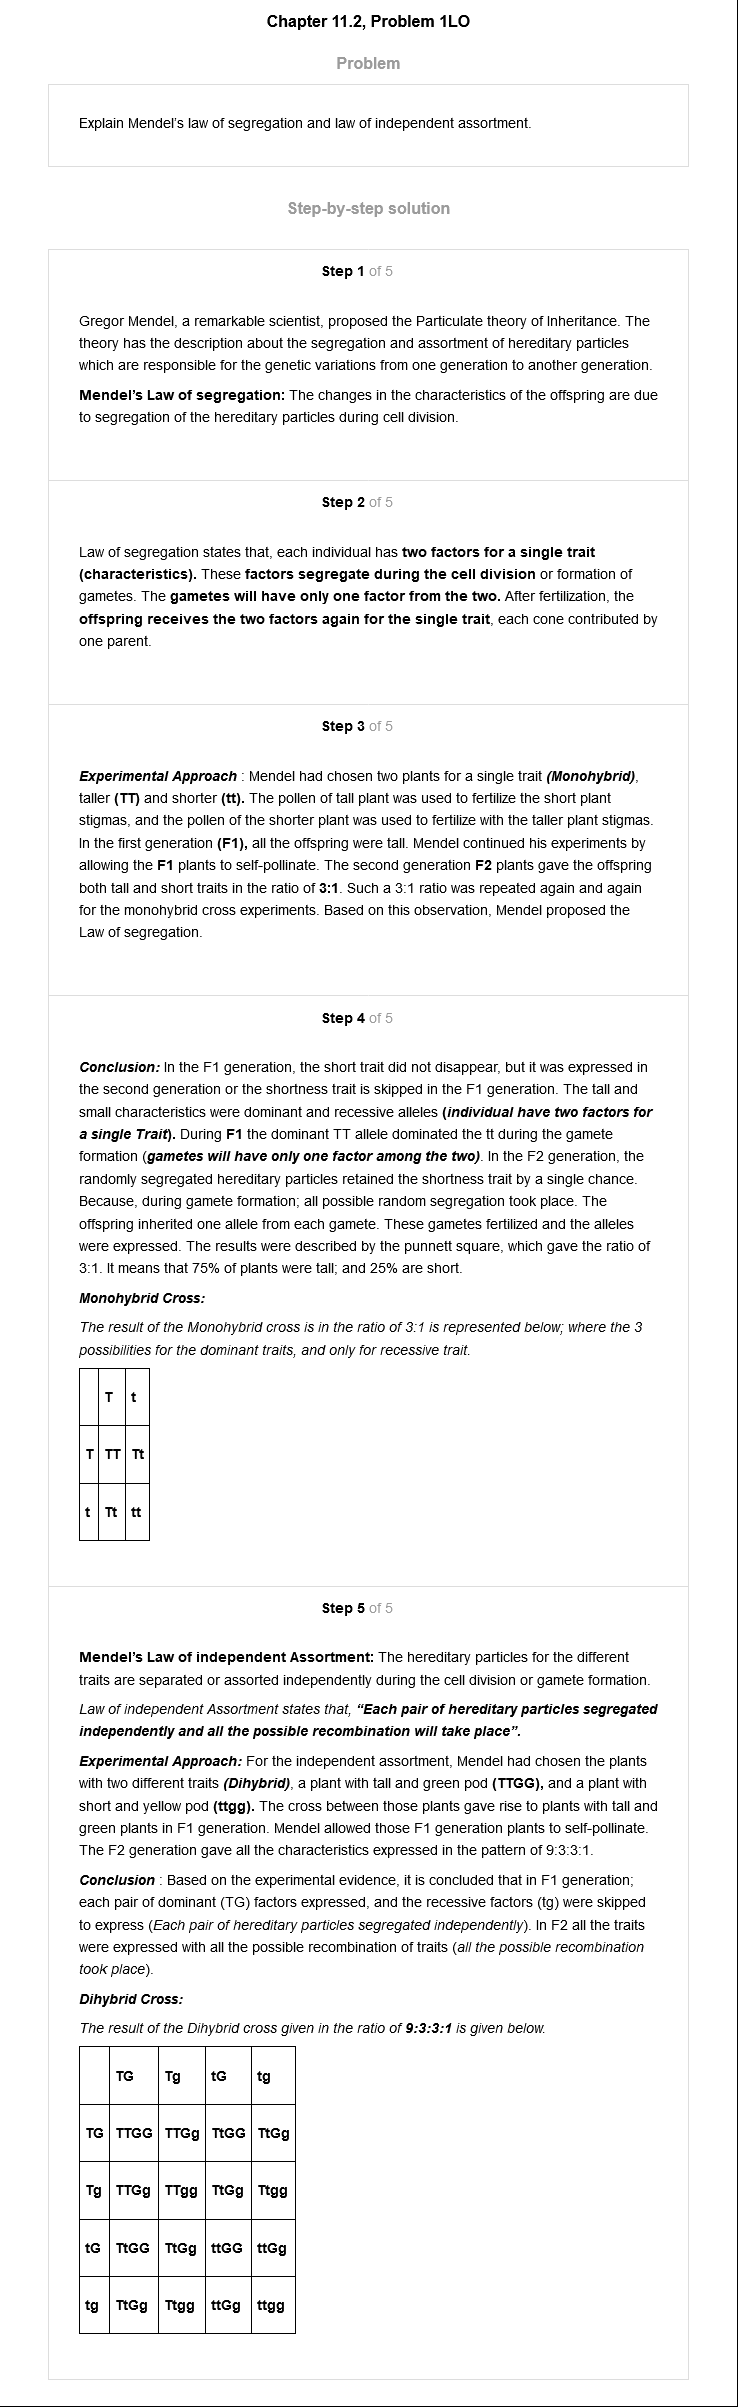 Chapter 11.2, Problem 1LO
Problem
Explain Mendel's law of segregation and law of independent assortment.
Step-by-step solution
Step 1 of 5
Gregor Mendel, a remarkable scientist, proposed the Particulate theory of Inheritance. The
theory has the description about the segregation and assortment of hereditary particles
which are responsible for the genetic variations from one generation to another generation.
Mendel's Law of segregation: The changes in the characteristics of the offspring are due
to segregation of the hereditary particles during cell division.
Step 2 of 5
Law of segregation states that, each individual has two factors for a single trait
(characteristics). These factors segregate during the cell division or formation of
gametes. The gametes will have only one factor from the two. After fertilization, the
offspring receives the two factors again for the single trait, each cone contributed by
one parent.
Step 3 of 5
Experimental Approach : Mendel had chosen two plants for a single trait (Monohybrid),
taller (TT) and shorter (tt). The pollen of tall plant was used to fertilize the short plant
stigmas, and the pollen of the shorter plant was used to fertilize with the taller plant stigmas.
In the first generation (F1), all the offspring were tall. Mendel continued his experiments by
allowing the F1 plants to self-pollinate. The second generation F2 plants gave the offspring
both tall and short traits in the ratio of 3:1. Such a 3:1 ratio was repeated again and again
for the monohybrid cross experiments. Based on this observation, Mendel proposed the
Law of segregation.
Step 4 of 5
Conclusion: In the F1 generation, the short trait did not disappear, but it was expressed in
the second generation or the shortness trait is skipped in the F1 generation. The tall and
small characteristics were dominant and recessive alleles (individual have two factors for
a single Trait). During F1 the dominant TT allele dominated the tt during the gamete
formation (gametes will have only one factor among the two). In the F2 generation, the
randomly segregated hereditary particles retained the shortness trait by a single chance.
Because, during gamete formation; all possible random segregation took place. The
offspring inherited one allele from each gamete. These gametes fertilized and the alleles
were expressed. The results were described by the punnett square, which gave the ratio of
3:1. It means that 75% of plants were tall; and 25% are short.
Monohybrid Cross:
The result of the Monohybrid cross is in the ratio of 3:1 is represented below; where the 3
possibilities for the dominant traits, and only for recessive trait.
T t
T TT Tt
t Tt tt
Step 5 of 5
Mendel's Law of independent Assortment: The hereditary particles for the different
traits are separated or assorted independently during the cell division or gamete formation.
Law of independent Assortment states that, “Each pair of hereditary particles segregated
independently and all the possible recombination will take place”.
Experimental Approach: For the independent assortment, Mendel had chosen the plants
with two different traits (Dihybrid), a plant with tall and green pod (TTGG), and a plant with
short and yellow pod (ttgg). The cross between those plants gave rise to plants with tall and
green plants in F1 generation. Mendel allowed those F1 generation plants to self-pollinate.
The F2 generation gave all the characteristics expressed in the pattern of 9:3:3:1.
Conclusion : Based on the experimental evidence, it is concluded that in F1 generation;
each pair of dominant (TG) factors expressed, and the recessive factors (tg) were skipped
to express (Each pair of hereditary particles segregated independently). In F2 all the traits
were expressed with all the possible recombination of traits (all the possible recombination
took place).
Dihybrid Cross:
The result of the Dihybrid cross given in the ratio of 9:3:3:1 is given below.
TG Tg tG tg
TG TTGG TTGg TtGG TtGg
Tg TTGg TTgg TtGg Ttgg
tG TtGG TtGg ttGG ttGg
tg TtGg Ttgg ttGg ttgg